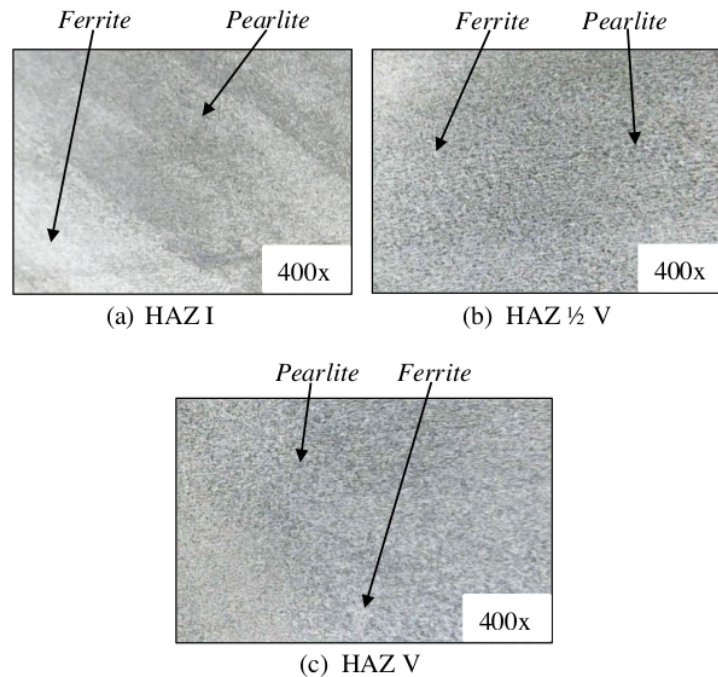 Ferrite Pearlite Ferrite Pearlite
400x 400x
(a) HAZ I (b) HAZ ½ V
Pearlite Ferrite
400x
(c) HAZ V